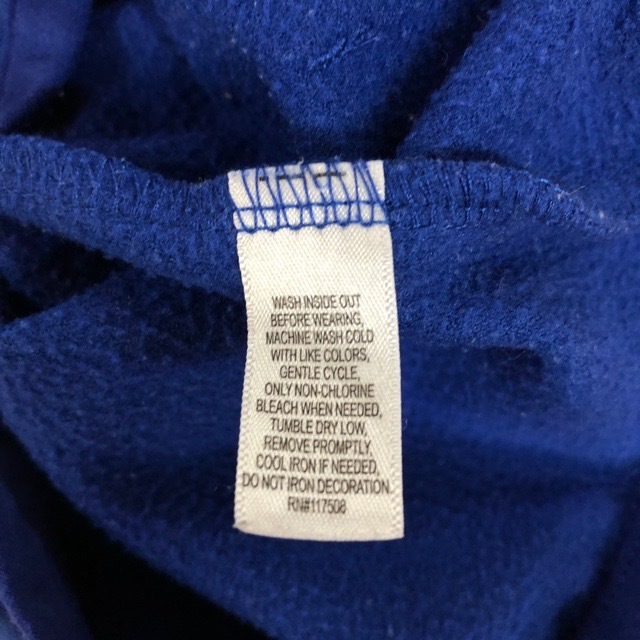 WASH INSIDE OUT
BEFORE WEARING,
MACHINE WASH COLD
WITH LIKE COLORS,
GENTLE CYCLE,
ONLY NON-CHLORINE
BLEACH WHEN NEEDED,
TUMBLE DRY LOW,
REMOVE PROMPTLY,
COOL IRON IF NEEDED,
DO NOT IRON DECORATION.
RN#117508